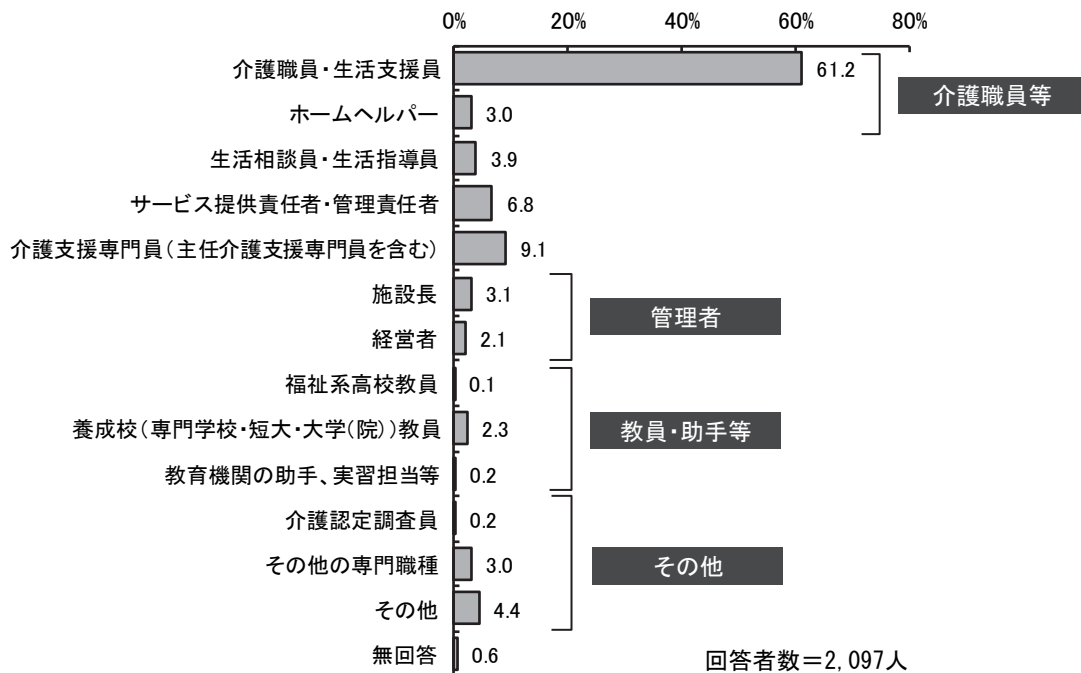 0% 20% 40% 60% 80%
介護職員・生活支援員 61.2
介護職員等
ホームヘルパー 3.0
生活相談員・生活指導員 3.9
サービス提供責任者・管理責任者 6.8
介護支援専門員(主任介護支援専門員を含む) 9.1
施設長 3.1
管理者
経営者 2.1
福祉系高校教員 0.1
養成校(専門学校・短大・大学(院))教員 2.3 教員・助手等
教育機関の助手、実習担当等 0.2
介護認定調査員 0.2
その他の専門職種 3.0 その他
その他 4.4
無回答 0.6
回答者数=2,097人